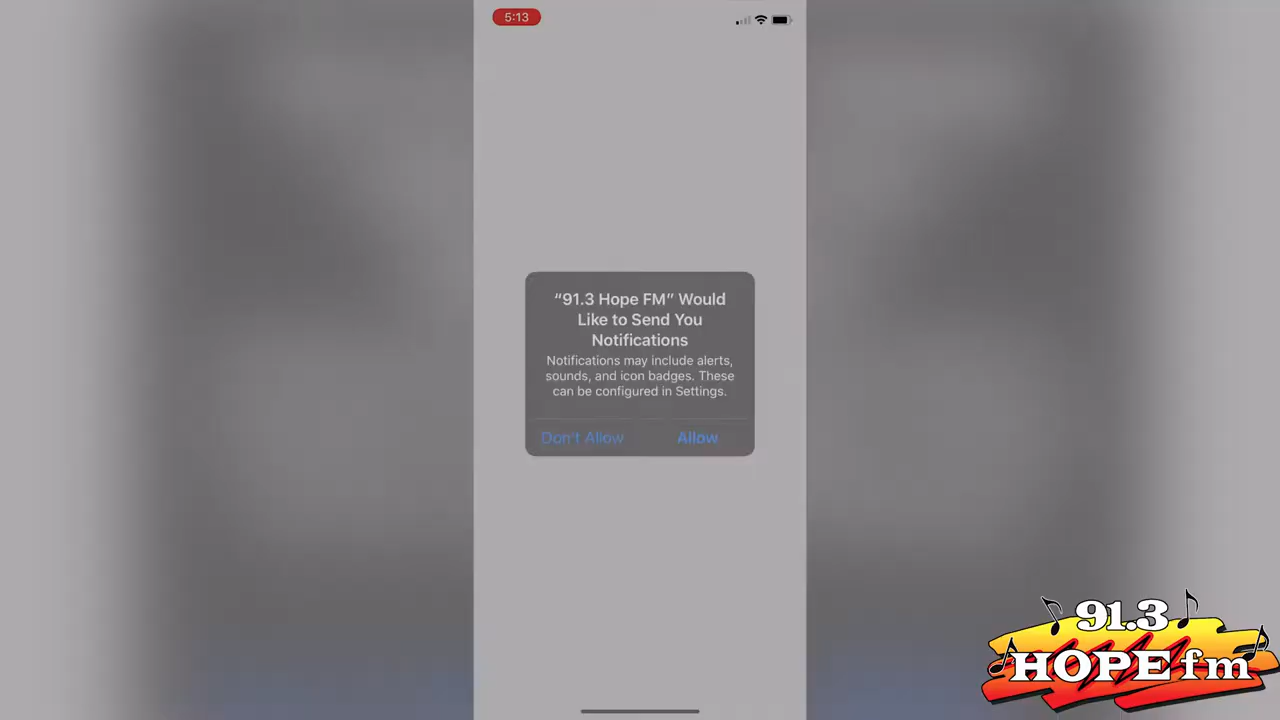 5:13
“91.3 Hope FM” Would
Like to Send You
Notifications
Notifications may include alerts,
sounds, and icon badges. These
can be configured in Settings.
Don't Allow
Allow
91.3
HOPE fm